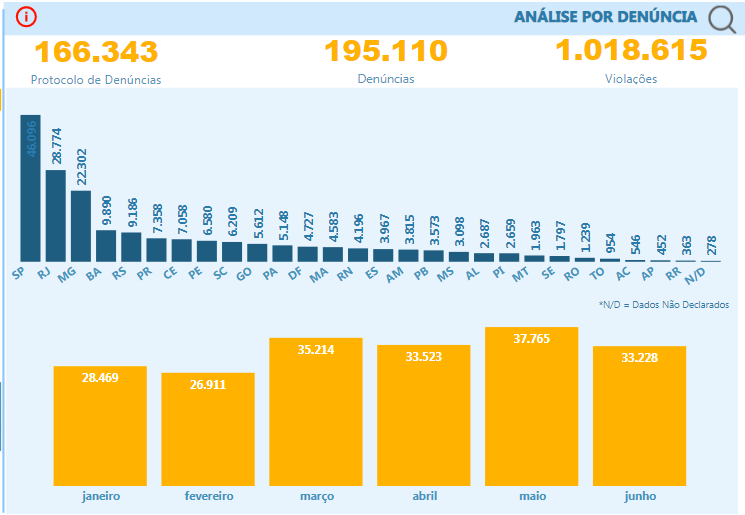 ANÁLISE POR DENÚNCIA
166.343
195.110
1.018.615
Protocolo de Denúncias
Denúncias
Violações
46.096 28.774 22.302 9.890 9.186 7.358 7.058 6.580 6.209 5.612 5.148 4.727 4.583 4.196 3.967 3.815 3.573 3.098 2.687 2.659 1.963 1.797 1.239 954 546 452 363 278
SP RJ MG BA RS PR CE PE SC GO PA DF MA RN ES AM PB MS AL PI MT SE RO TO AC AP RR N/D
*N/D = Dados Não Declarados
28.469 26.911 35.214 33.523 37.765 33.228
janeiro fevereiro março abril maio junho